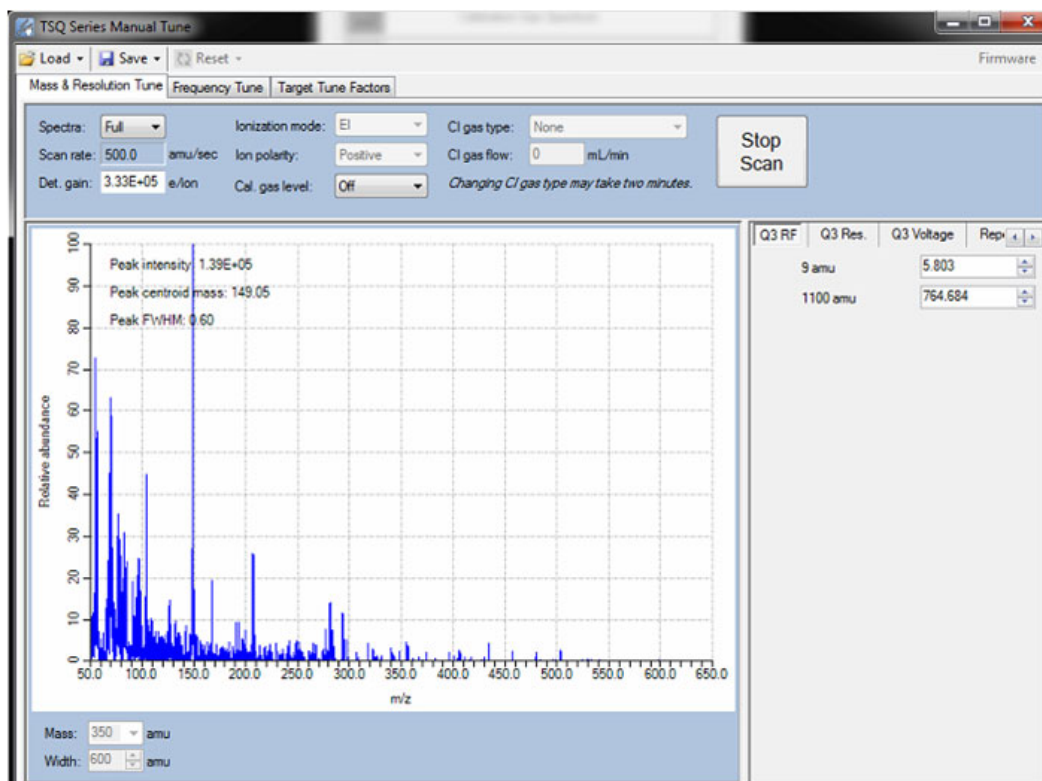 TSQ Series Manual Tune
Load Save Reset Firmware
Mass & Resolution Tune Frequency Tune Target Tune Factors
Spectra: Full
Scan rate: 500.0 amu/sec
Det. gain: 3.33E+05 e/Ion
Ionization mode: EI
Ion polarity: Positive
Cal. gas level: Off
CI gas type: None
CI gas flow: 0 mL/min
Changing CI gas type may take two minutes.
Stop
Scan
Peak intensity: 1.39E+05
Peak centroid mass: 149.05
Peak FWHM: 0.60
Relative abundance
100
90
80
70
60
50
40
30
20
10
0
50.0 100.0 150.0 200.0 250.0 300.0 350.0 400.0 450.0 500.0 550.0 600.0 650.0
m/z
Mass: 350 amu
Width: 600 amu
Q3 RF Q3 Res. Q3 Voltage
9 amu 5.803
1100 amu 764.684